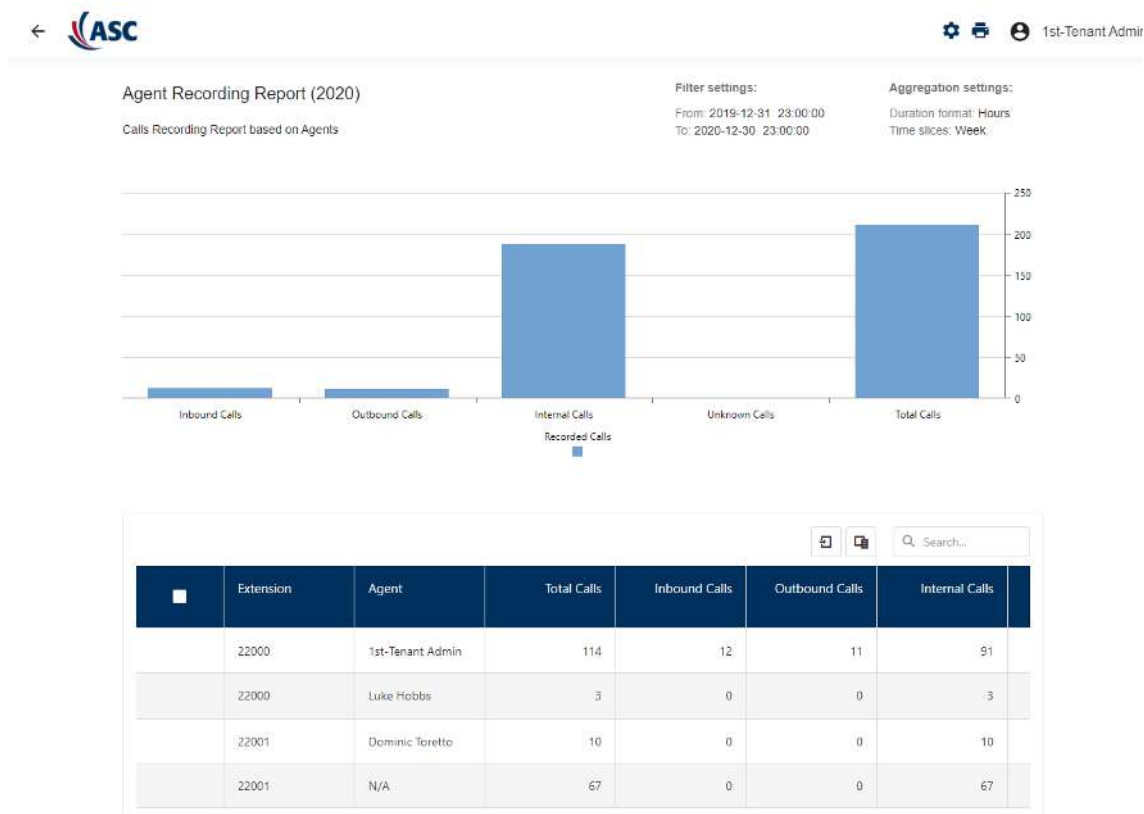 ASC
1st-Tenant Admin
Agent Recording Report (2020)
Calls Recording Report based on Agents
Filter settings:
From: 2019-12-31 23:00:00
To: 2020-12-30 23:00:00
Aggregation settings:
Duration format: Hours
Time slices: Week
250
200
150
100
50
0
Inbound Calls Outbound Calls Internal Calls Unknown Calls Total Calls
Recorded Calls
Search...
Extension Agent Total Calls Inbound Calls Outbound Calls Internal Calls
22000 1st-Tenant Admin 114 12 11 91
22000 Luke Hobbs 3 0 0 3
22001 Dominic Toretto 10 0 0 10
22001 N/A 67 0 0 67